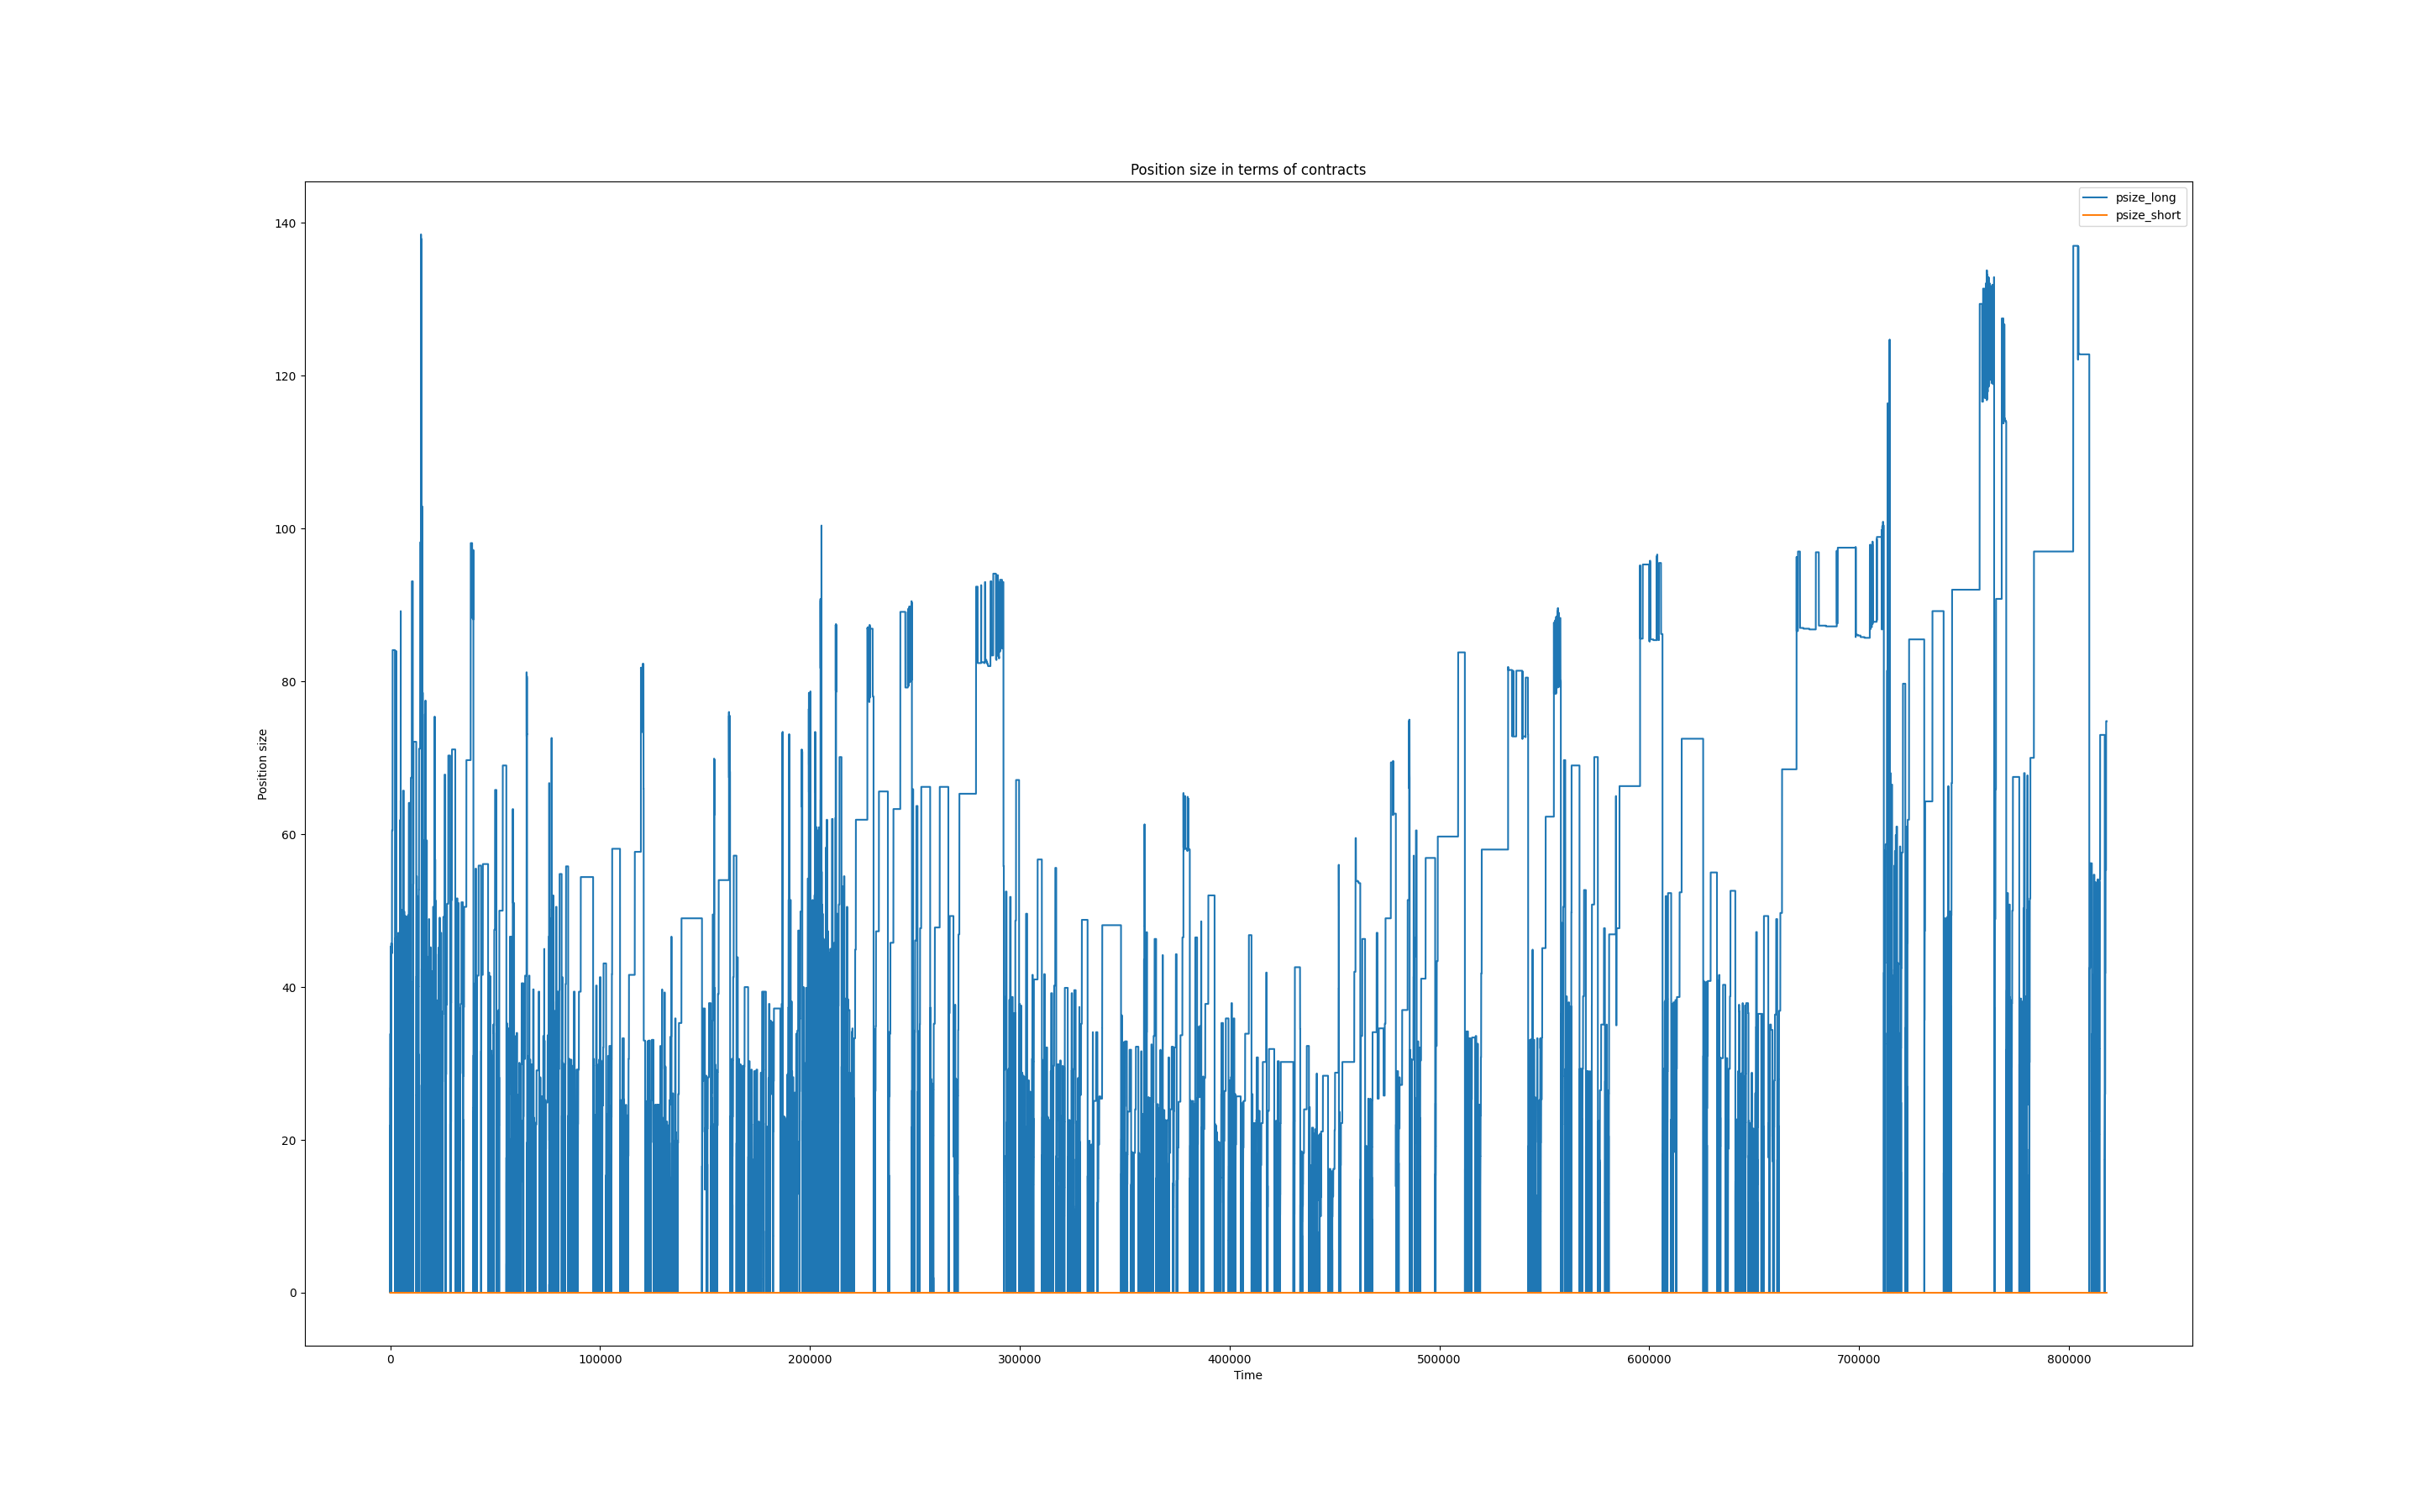 Position size in terms of contracts
psize_long
psize_short
140
120
100
80
60
40
20
0
Position size
0 100000 200000 300000 400000 500000 600000 700000 800000
Time